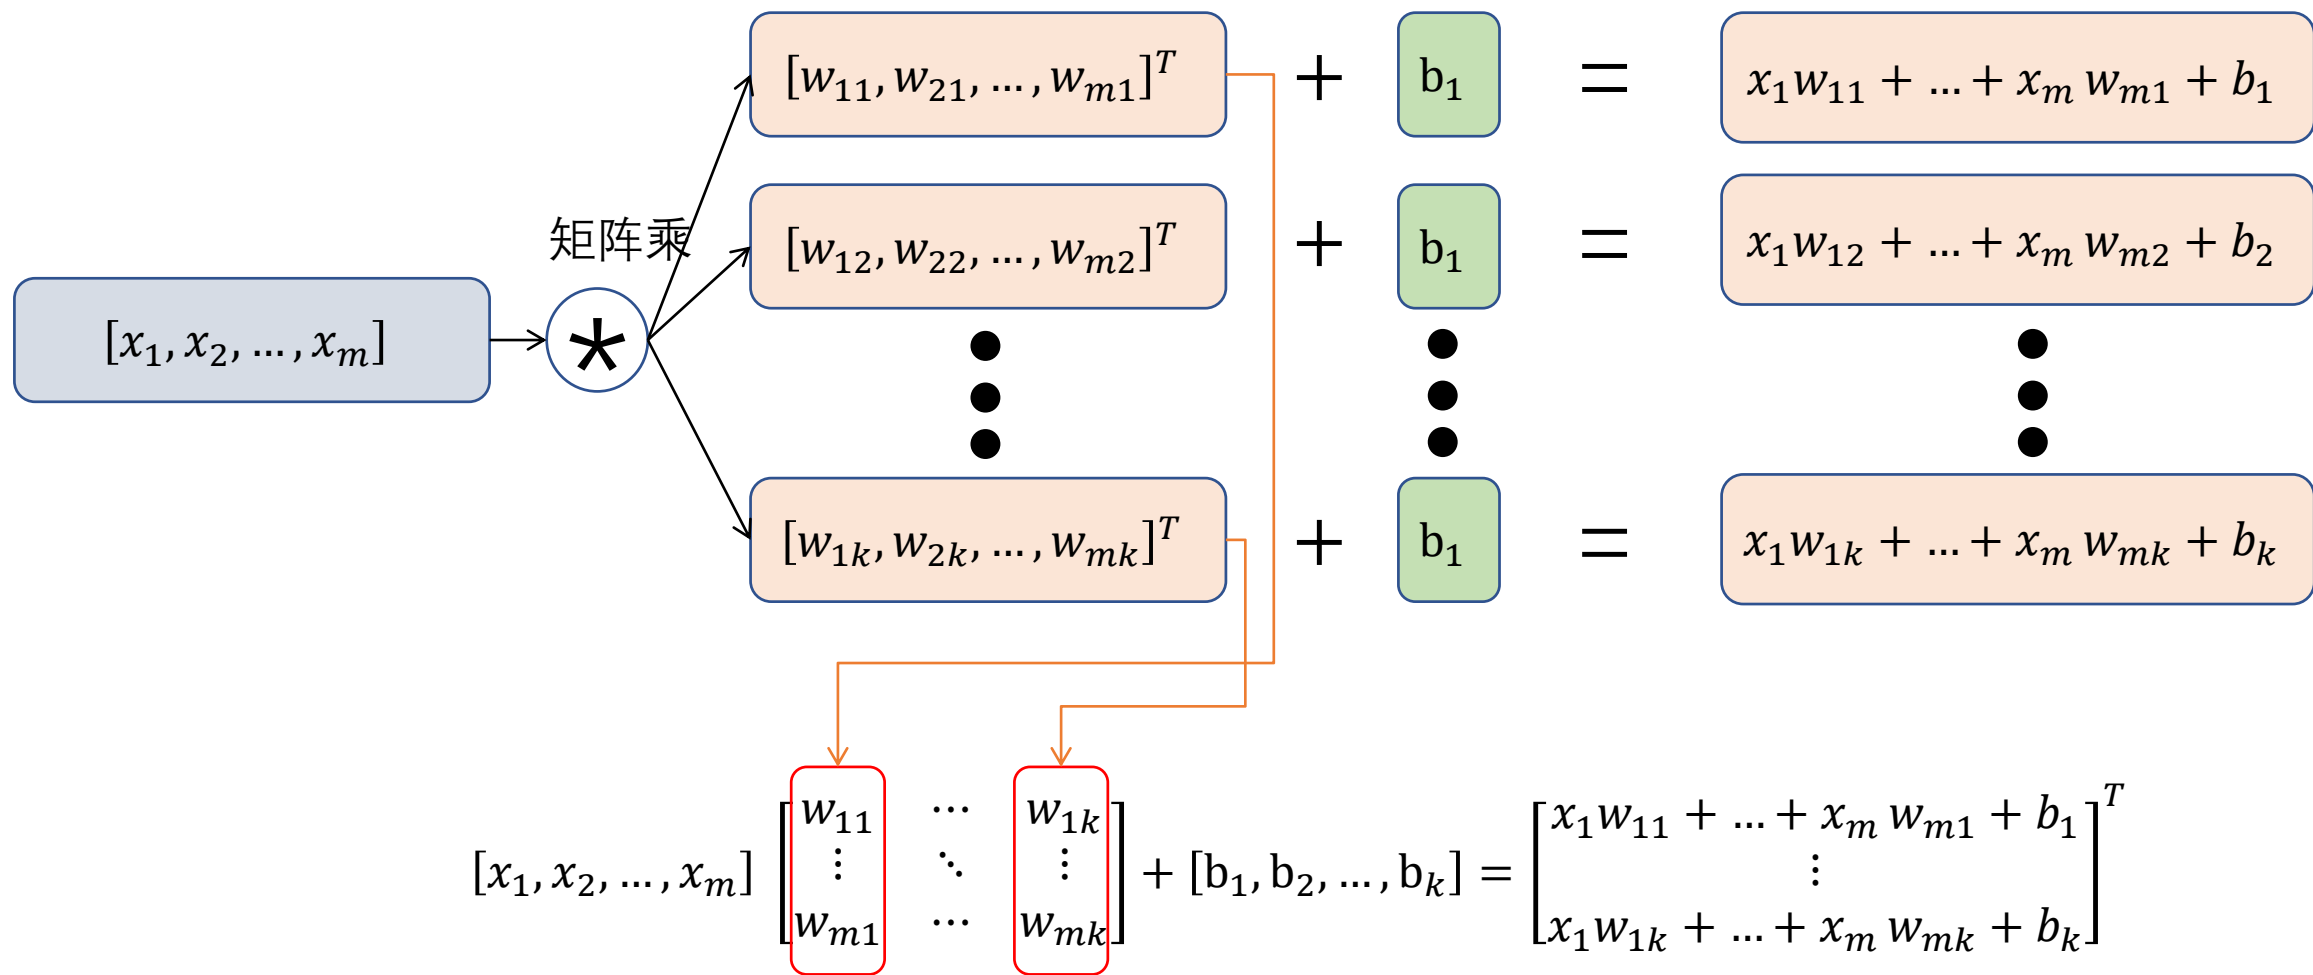 [w₁₁, w₂₁, …, wₘ₁]ᵀ + b₁ = x₁w₁₁ + … + xₘ wₘ₁ + b₁
矩阵乘
[w₁₂, w₂₂, …, wₘ₂]ᵀ + b₁ = x₁w₁₂ + … + xₘ wₘ₂ + b₂
[x₁, x₂, …, xₘ] *
[w₁ₖ, w₂ₖ, …, wₘₖ]ᵀ + b₁ = x₁w₁ₖ + … + xₘ wₘₖ + bₖ
w₁₁ ⋯ w₁ₖ x₁w₁₁ + … + xₘ wₘ₁ + b₁ ᵀ
[x₁, x₂, …, xₘ] [⋮ ⋱ ⋮] + [b₁, b₂, …, bₖ] = [⋮]
wₘ₁ ⋯ wₘₖ x₁w₁ₖ + … + xₘ wₘₖ + bₖ